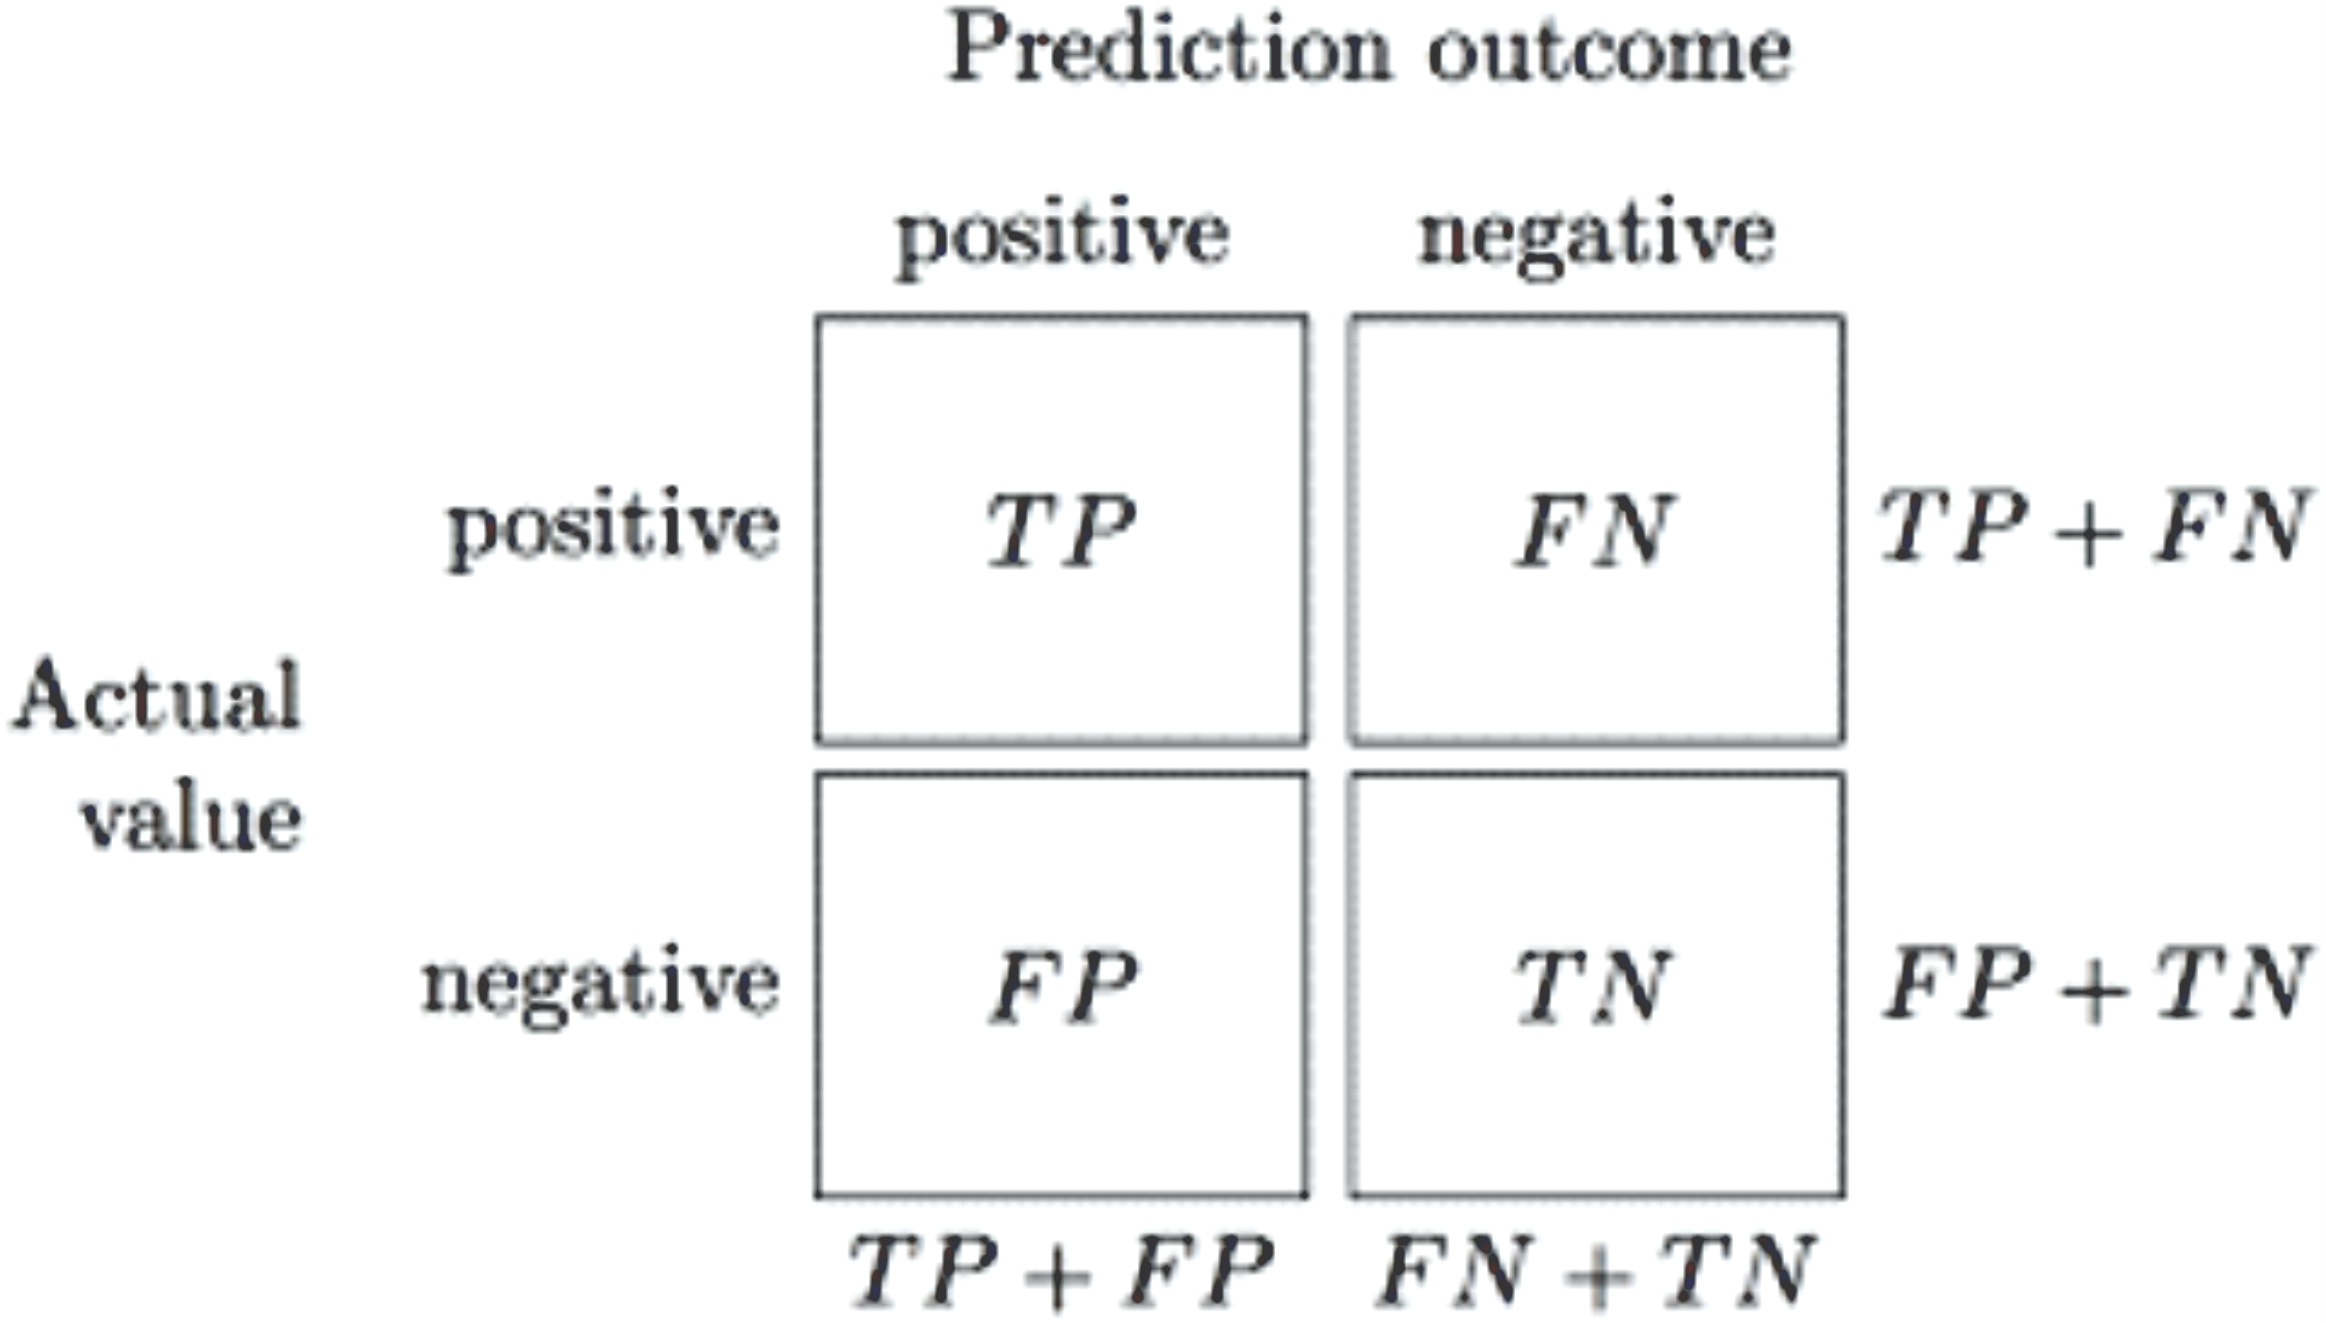 Prediction outcome
positive negative
positive TP FN TP + FN
Actual
value
negative FP TN FP + TN
TP + FP FN + TN